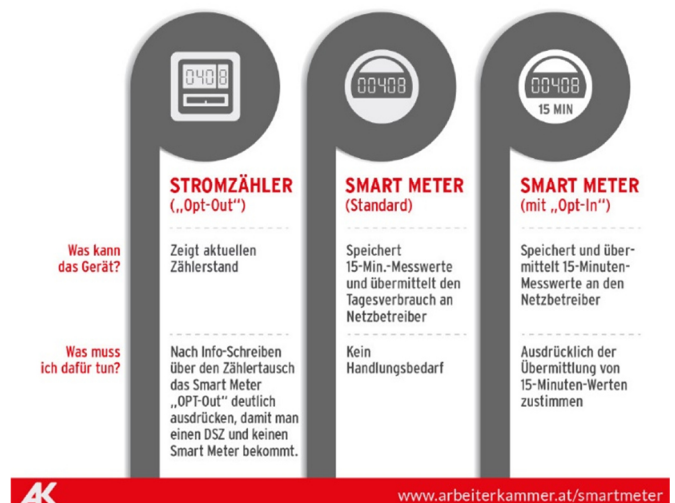 0408
00408
00408
15 MIN
STROMZÄHLER
(„Opt-Out“)
SMART METER
(Standard)
SMART METER
(mit „Opt-In“)
Was kann
das Gerät?
Zeigt aktuellen
Zählerstand
Speichert
15-Min.-Messwerte
und übermittelt den
Tagesverbrauch an
Netzbetreiber
Speichert und über-
mittelt 15-Minuten-
Messwerte an den
Netzbetreiber
Was muss
ich dafür tun?
Nach Info-Schreiben
über den Zählertausch
das Smart Meter
„OPT-Out“ deutlich
ausdrücken, damit man
einen DSZ und keinen
Smart Meter bekommt.
Kein
Handlungsbedarf
Ausdrücklich der
Übermittlung von
15-Minuten-Werten
zustimmen
AK
www.arbeiterkammer.at/smartmeter